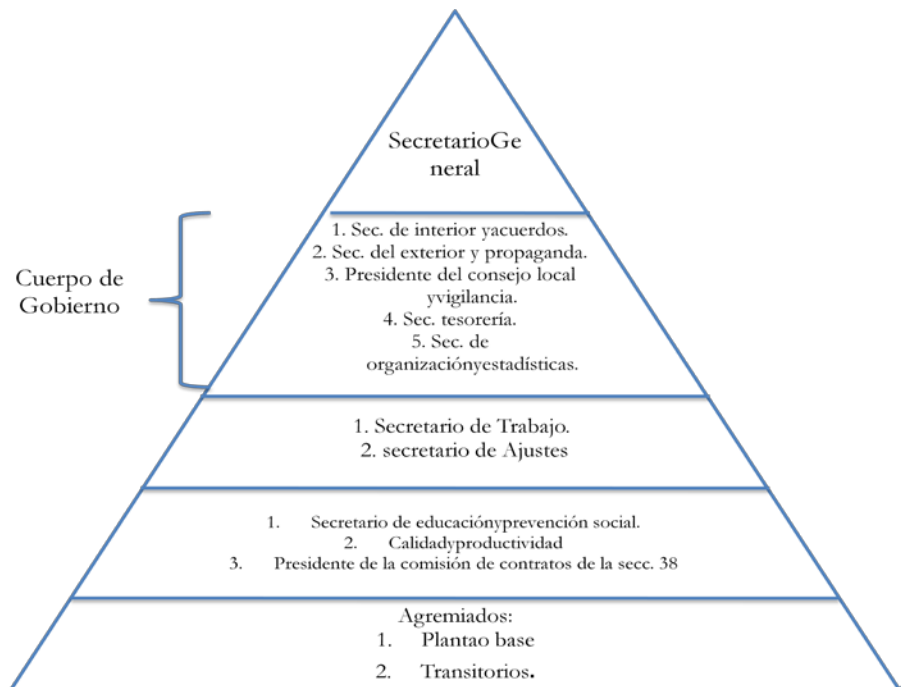 SecretarioGe
neral
Cuerpo de
Gobierno
1. Sec. de interior yacuerdos.
2. Sec. del exterior y propaganda.
3. Presidente del consejo local
yvigilancia.
4. Sec. tesorería.
5. Sec. de
organizaciónyestadísticas.
1. Secretario de Trabajo.
2. secretario de Ajustes
1. Secretario de educaciónyprevención social.
2. Calidadyproductividad
3. Presidente de la comisión de contratos de la secc. 38
Agremiados:
1. Plantao base
2. Transitorios.